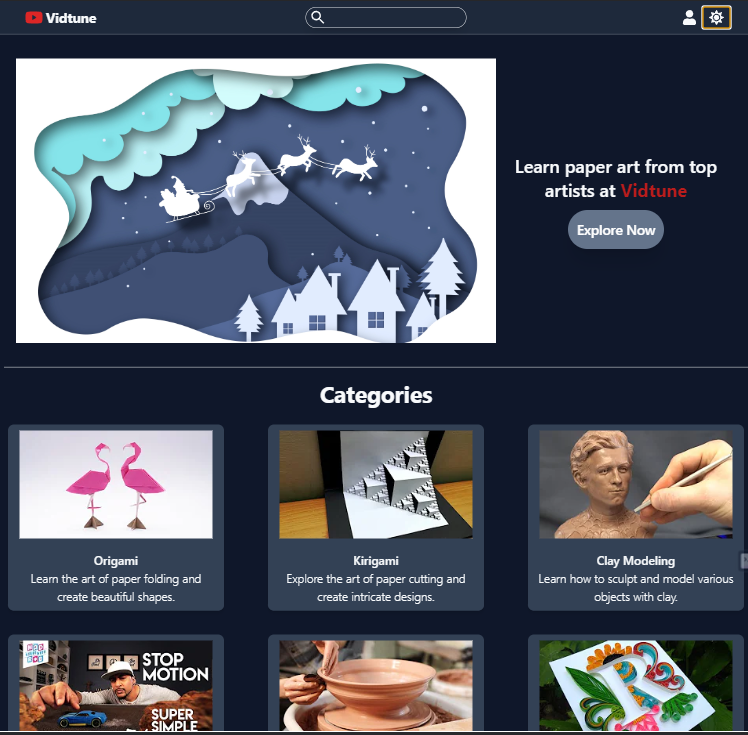 Vidtune
Learn paper art from top
artists at Vidtune
Explore Now
Categories
Origami
Learn the art of paper folding and
create beautiful shapes.
Kirigami
Explore the art of paper cutting and
create intricate designs.
Clay Modeling
Learn how to sculpt and model various
objects with clay.
STOP
MOTION
SUPER
SIMPLE